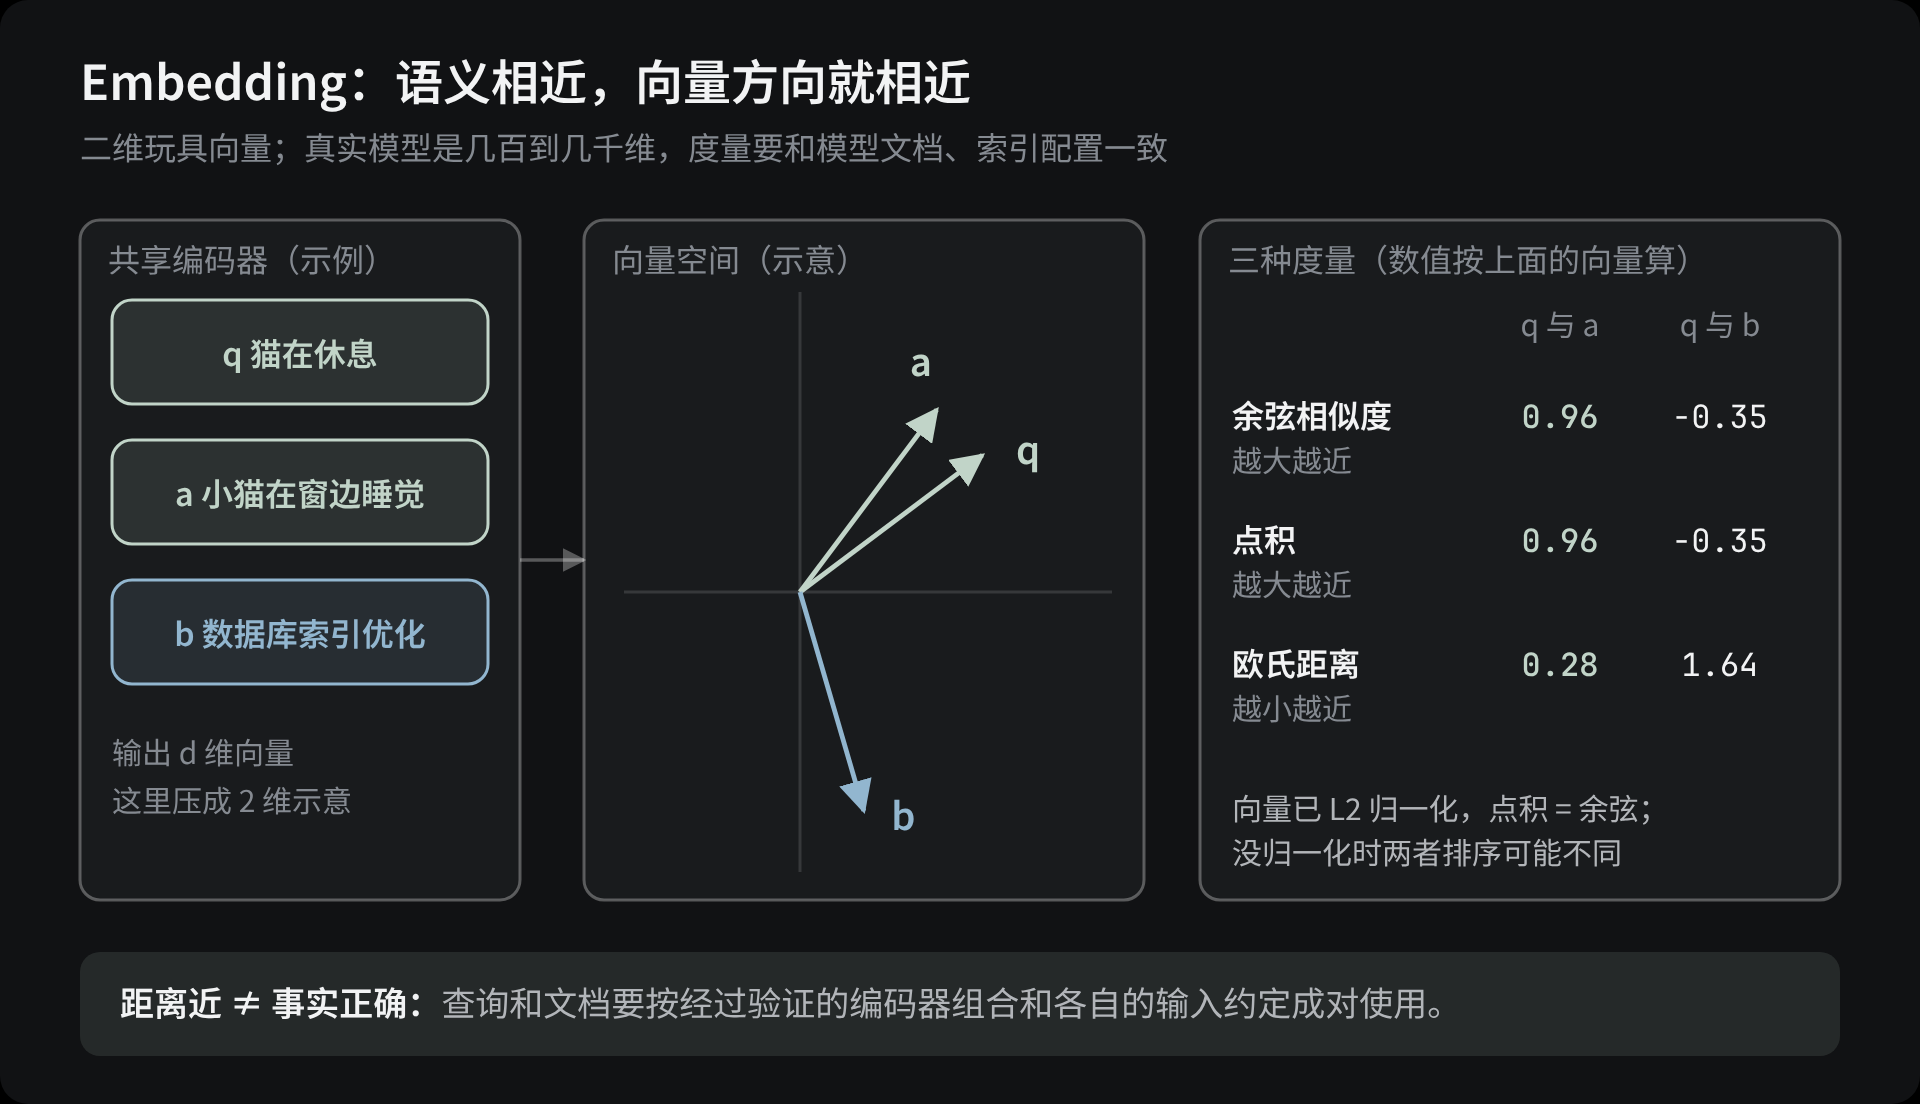 Embedding：语义相近，向量方向就相近
二维玩具向量；真实模型是几百到几千维，度量要和模型文档、索引配置一致
共享编码器（示例）
q 猫在休息
a 小猫在窗边睡觉
b 数据库索引优化
输出 d 维向量
这里压成 2 维示意
向量空间（示意）
a
q
b
三种度量（数值按上面的向量算）
q 与 a q 与 b
余弦相似度 0.96 -0.35
越大越近
点积 0.96 -0.35
越大越近
欧氏距离 0.28 1.64
越小越近
向量已 L2 归一化，点积 = 余弦；
没归一化时两者排序可能不同
距离近 ≠ 事实正确：查询和文档要按经过验证的编码器组合和各自的输入约定成对使用。